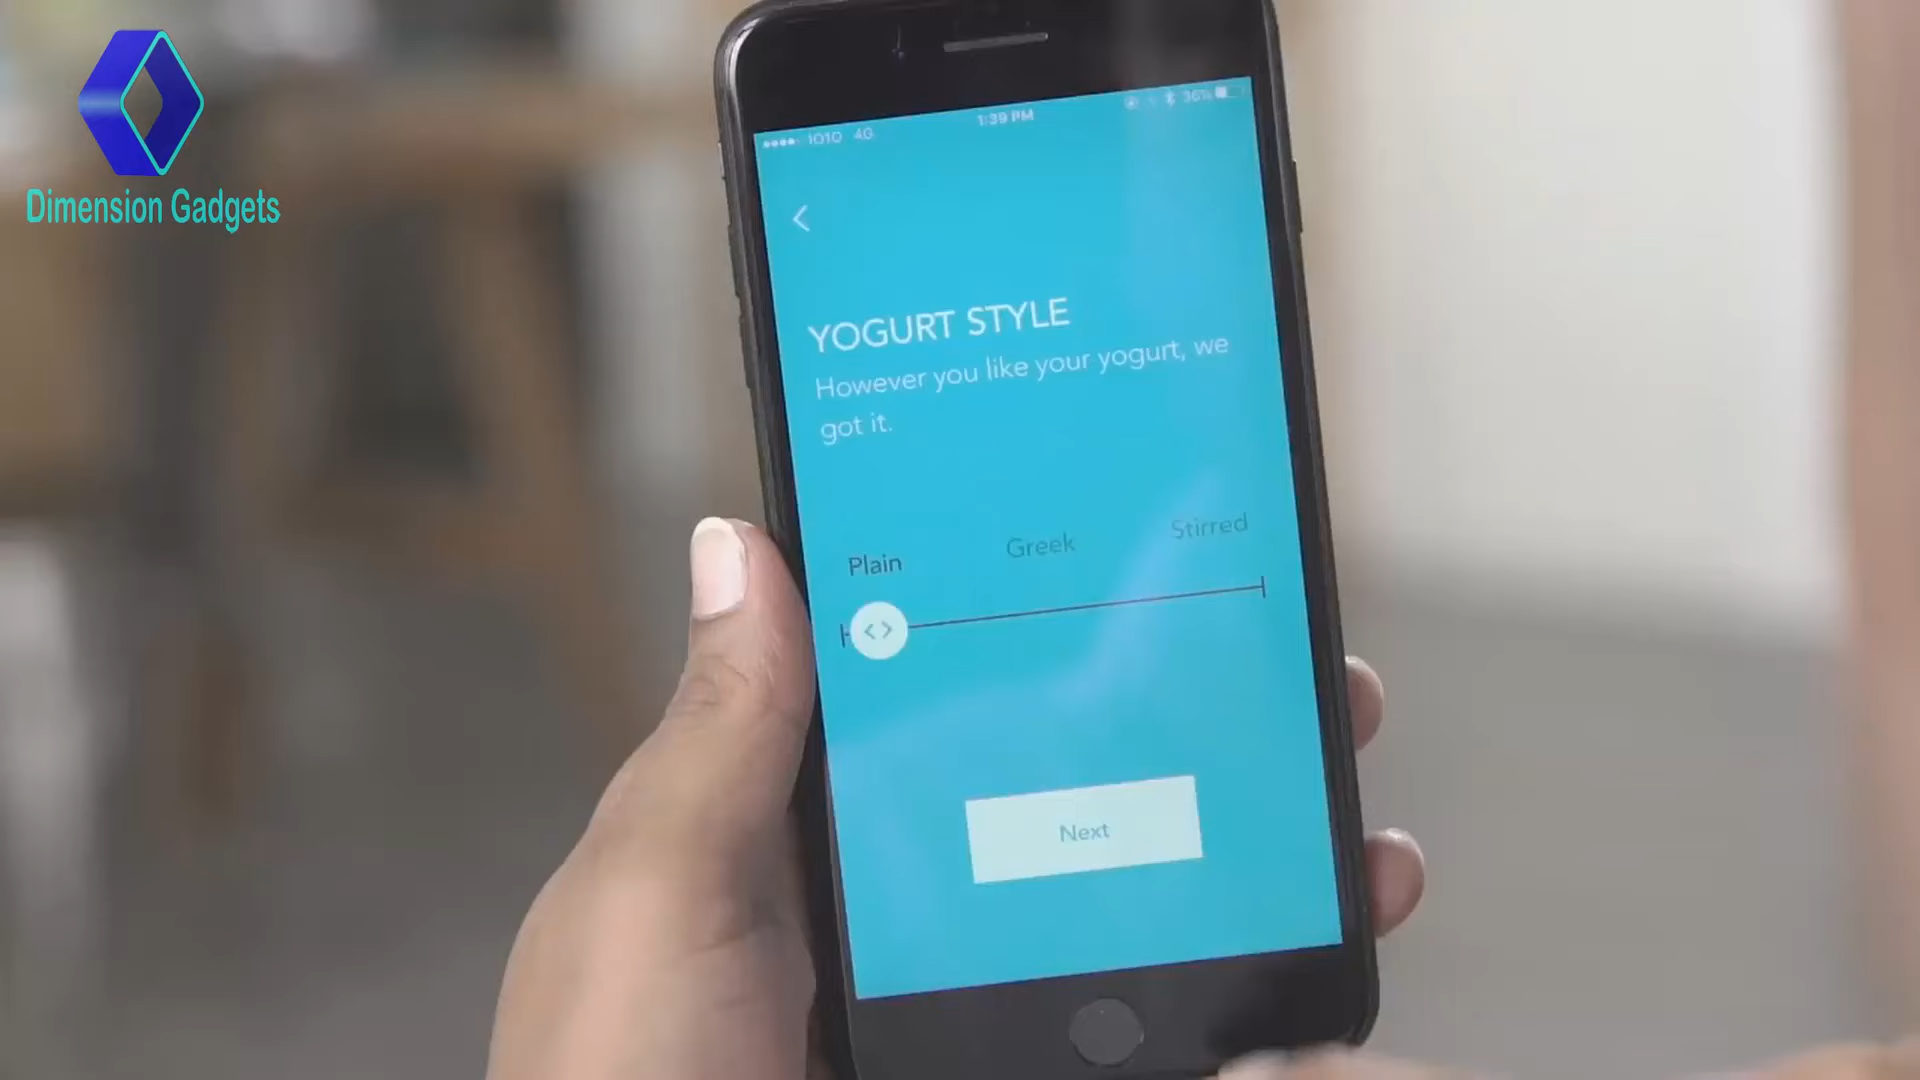 Dimension Gadgets
1010 4G
1:39 PM
36%
YOGURT STYLE
However you like your yogurt, we
got it.
Plain
Greek
Stirred
Next